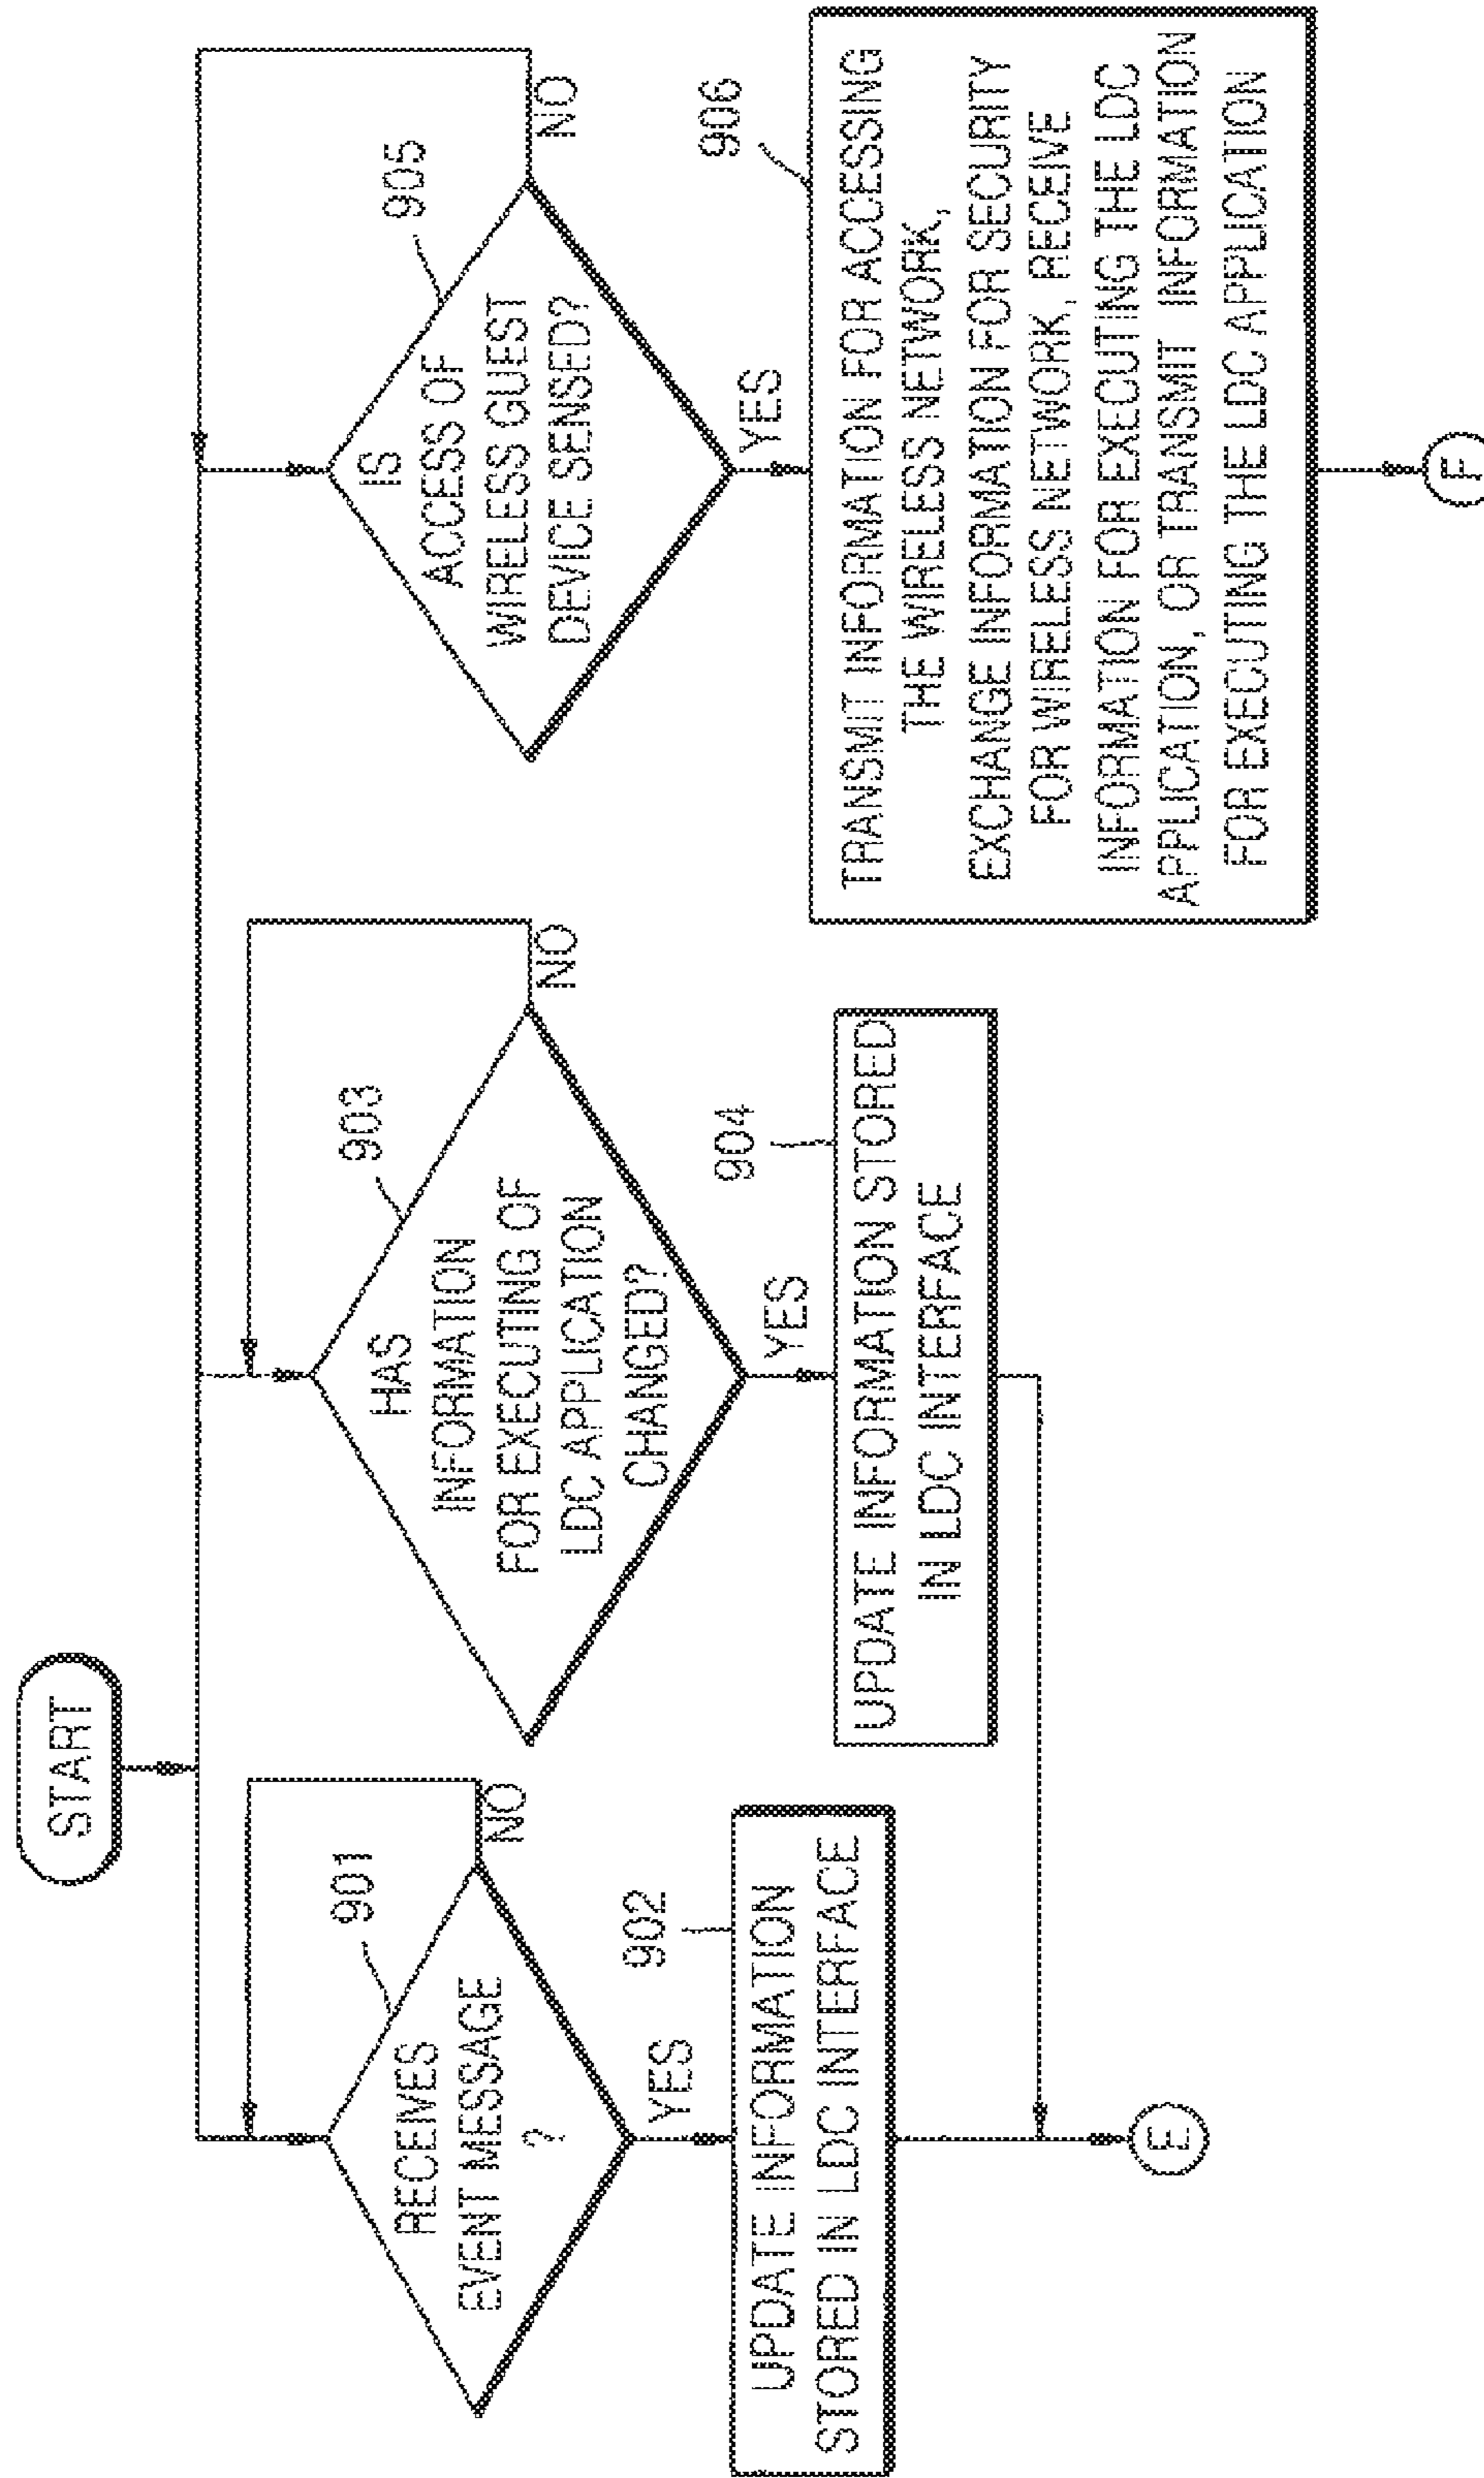 START
901
RECEIVES
EVENT MESSAGE
?
NO
YES
902
UPDATE INFORMATION
STORED IN LDC INTERFACE
E
903
HAS
INFORMATION
FOR EXECUTING OF
LDC APPLICATION
CHANGED?
NO
YES
904
UPDATE INFORMATION STORED
IN LDC INTERFACE
905
IS
ACCESS OF
WIRELESS GUEST
DEVICE SENSED?
NO
YES
906
TRANSMIT INFORMATION FOR ACCESSING
THE WIRELESS NETWORK,
EXCHANGE INFORMATION FOR SECURITY
FOR WIRELESS NETWORK, RECEIVE
INFORMATION FOR EXECUTING THE LDC
APPLICATION, OR TRANSMIT INFORMATION
FOR EXECUTING THE LDC APPLICATION
F